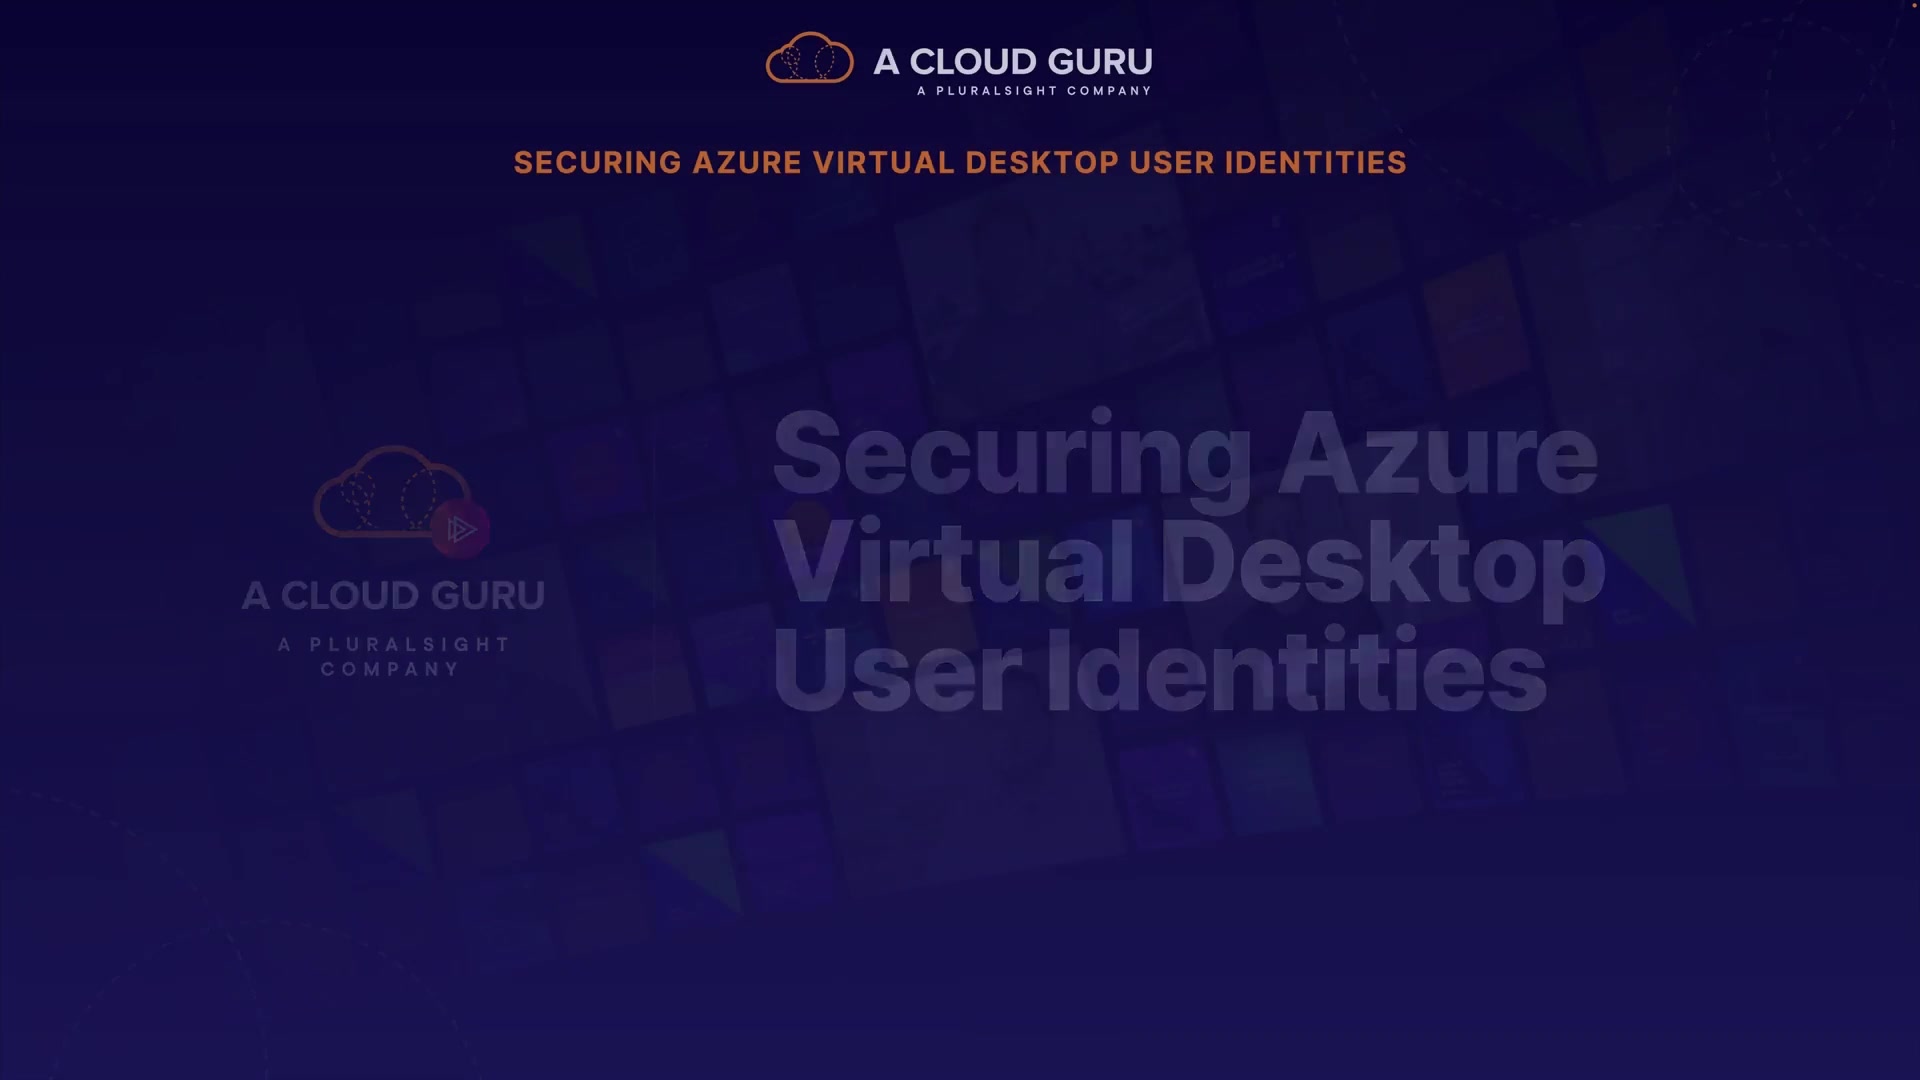 A CLOUD GURU
A PLURALSIGHT COMPANY
SECURING AZURE VIRTUAL DESKTOP USER IDENTITIES
A CLOUD GURU
A PLURALSIGHT
COMPANY
Securing Azure
Virtual Desktop
User Identities